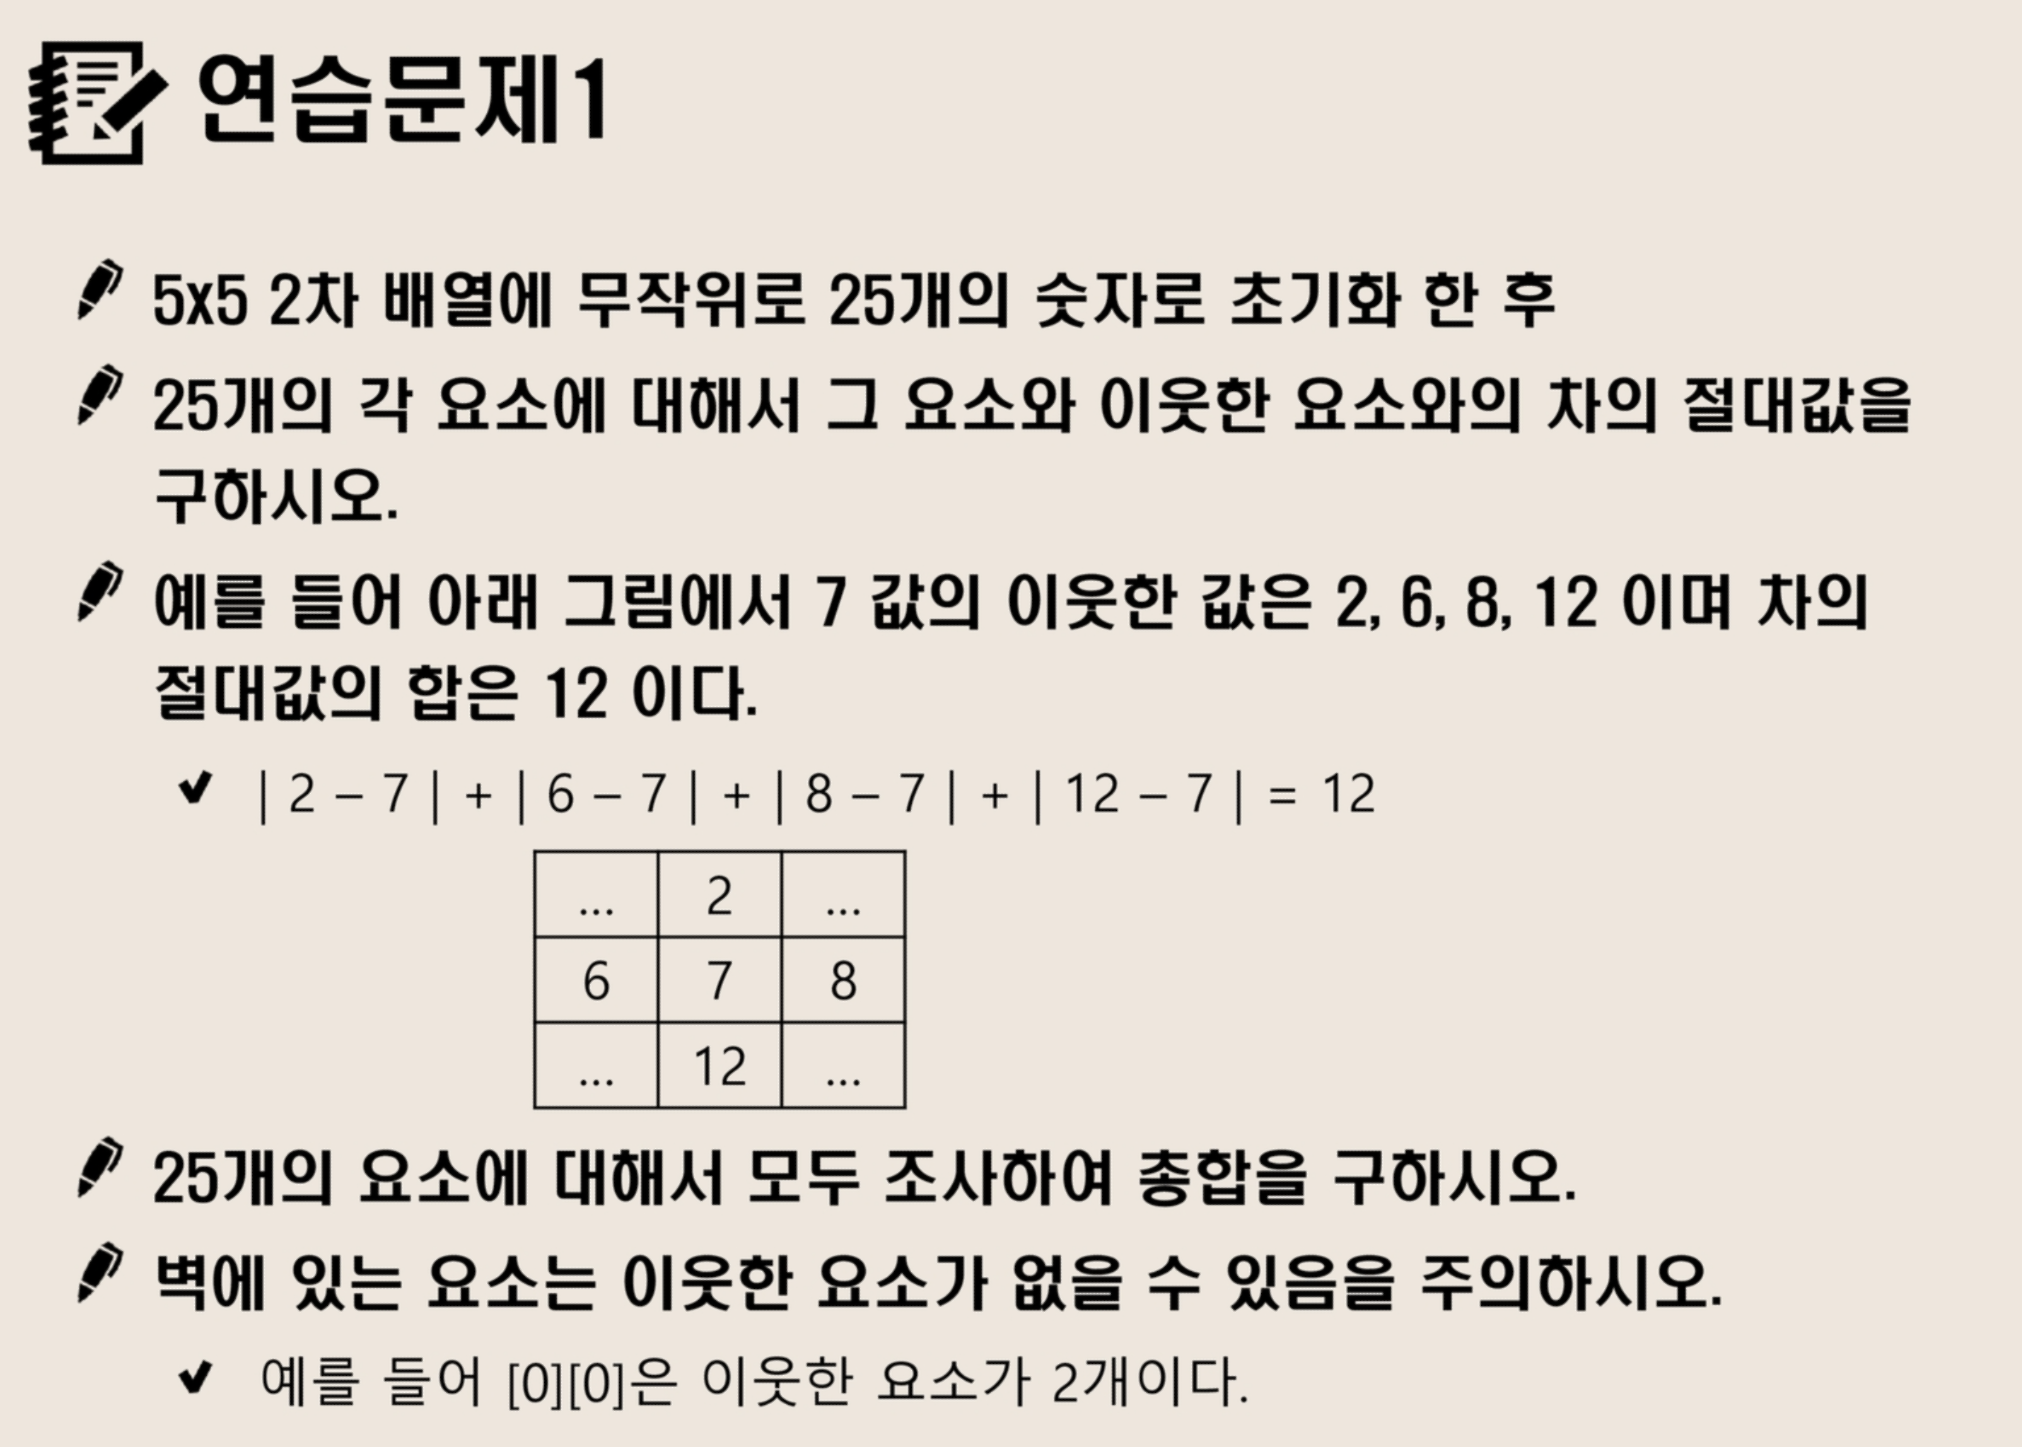 연습문제1
5x5 2차 배열에 무작위로 25개의 숫자로 초기화 한 후
25개의 각 요소에 대해서 그 요소와 이웃한 요소와의 차의 절대값을
구하시오.
예를 들어 아래 그림에서 7 값의 이웃한 값은 2, 6, 8, 12 이며 차의
절대값의 합은 12 이다.
| 2 – 7 | + | 6 – 7 | + | 8 – 7 | + | 12 – 7 | = 12
... 2 ...
6 7 8
... 12 ...
25개의 요소에 대해서 모두 조사하여 총합을 구하시오.
벽에 있는 요소는 이웃한 요소가 없을 수 있음을 주의하시오.
예를 들어 [0][0]은 이웃한 요소가 2개이다.